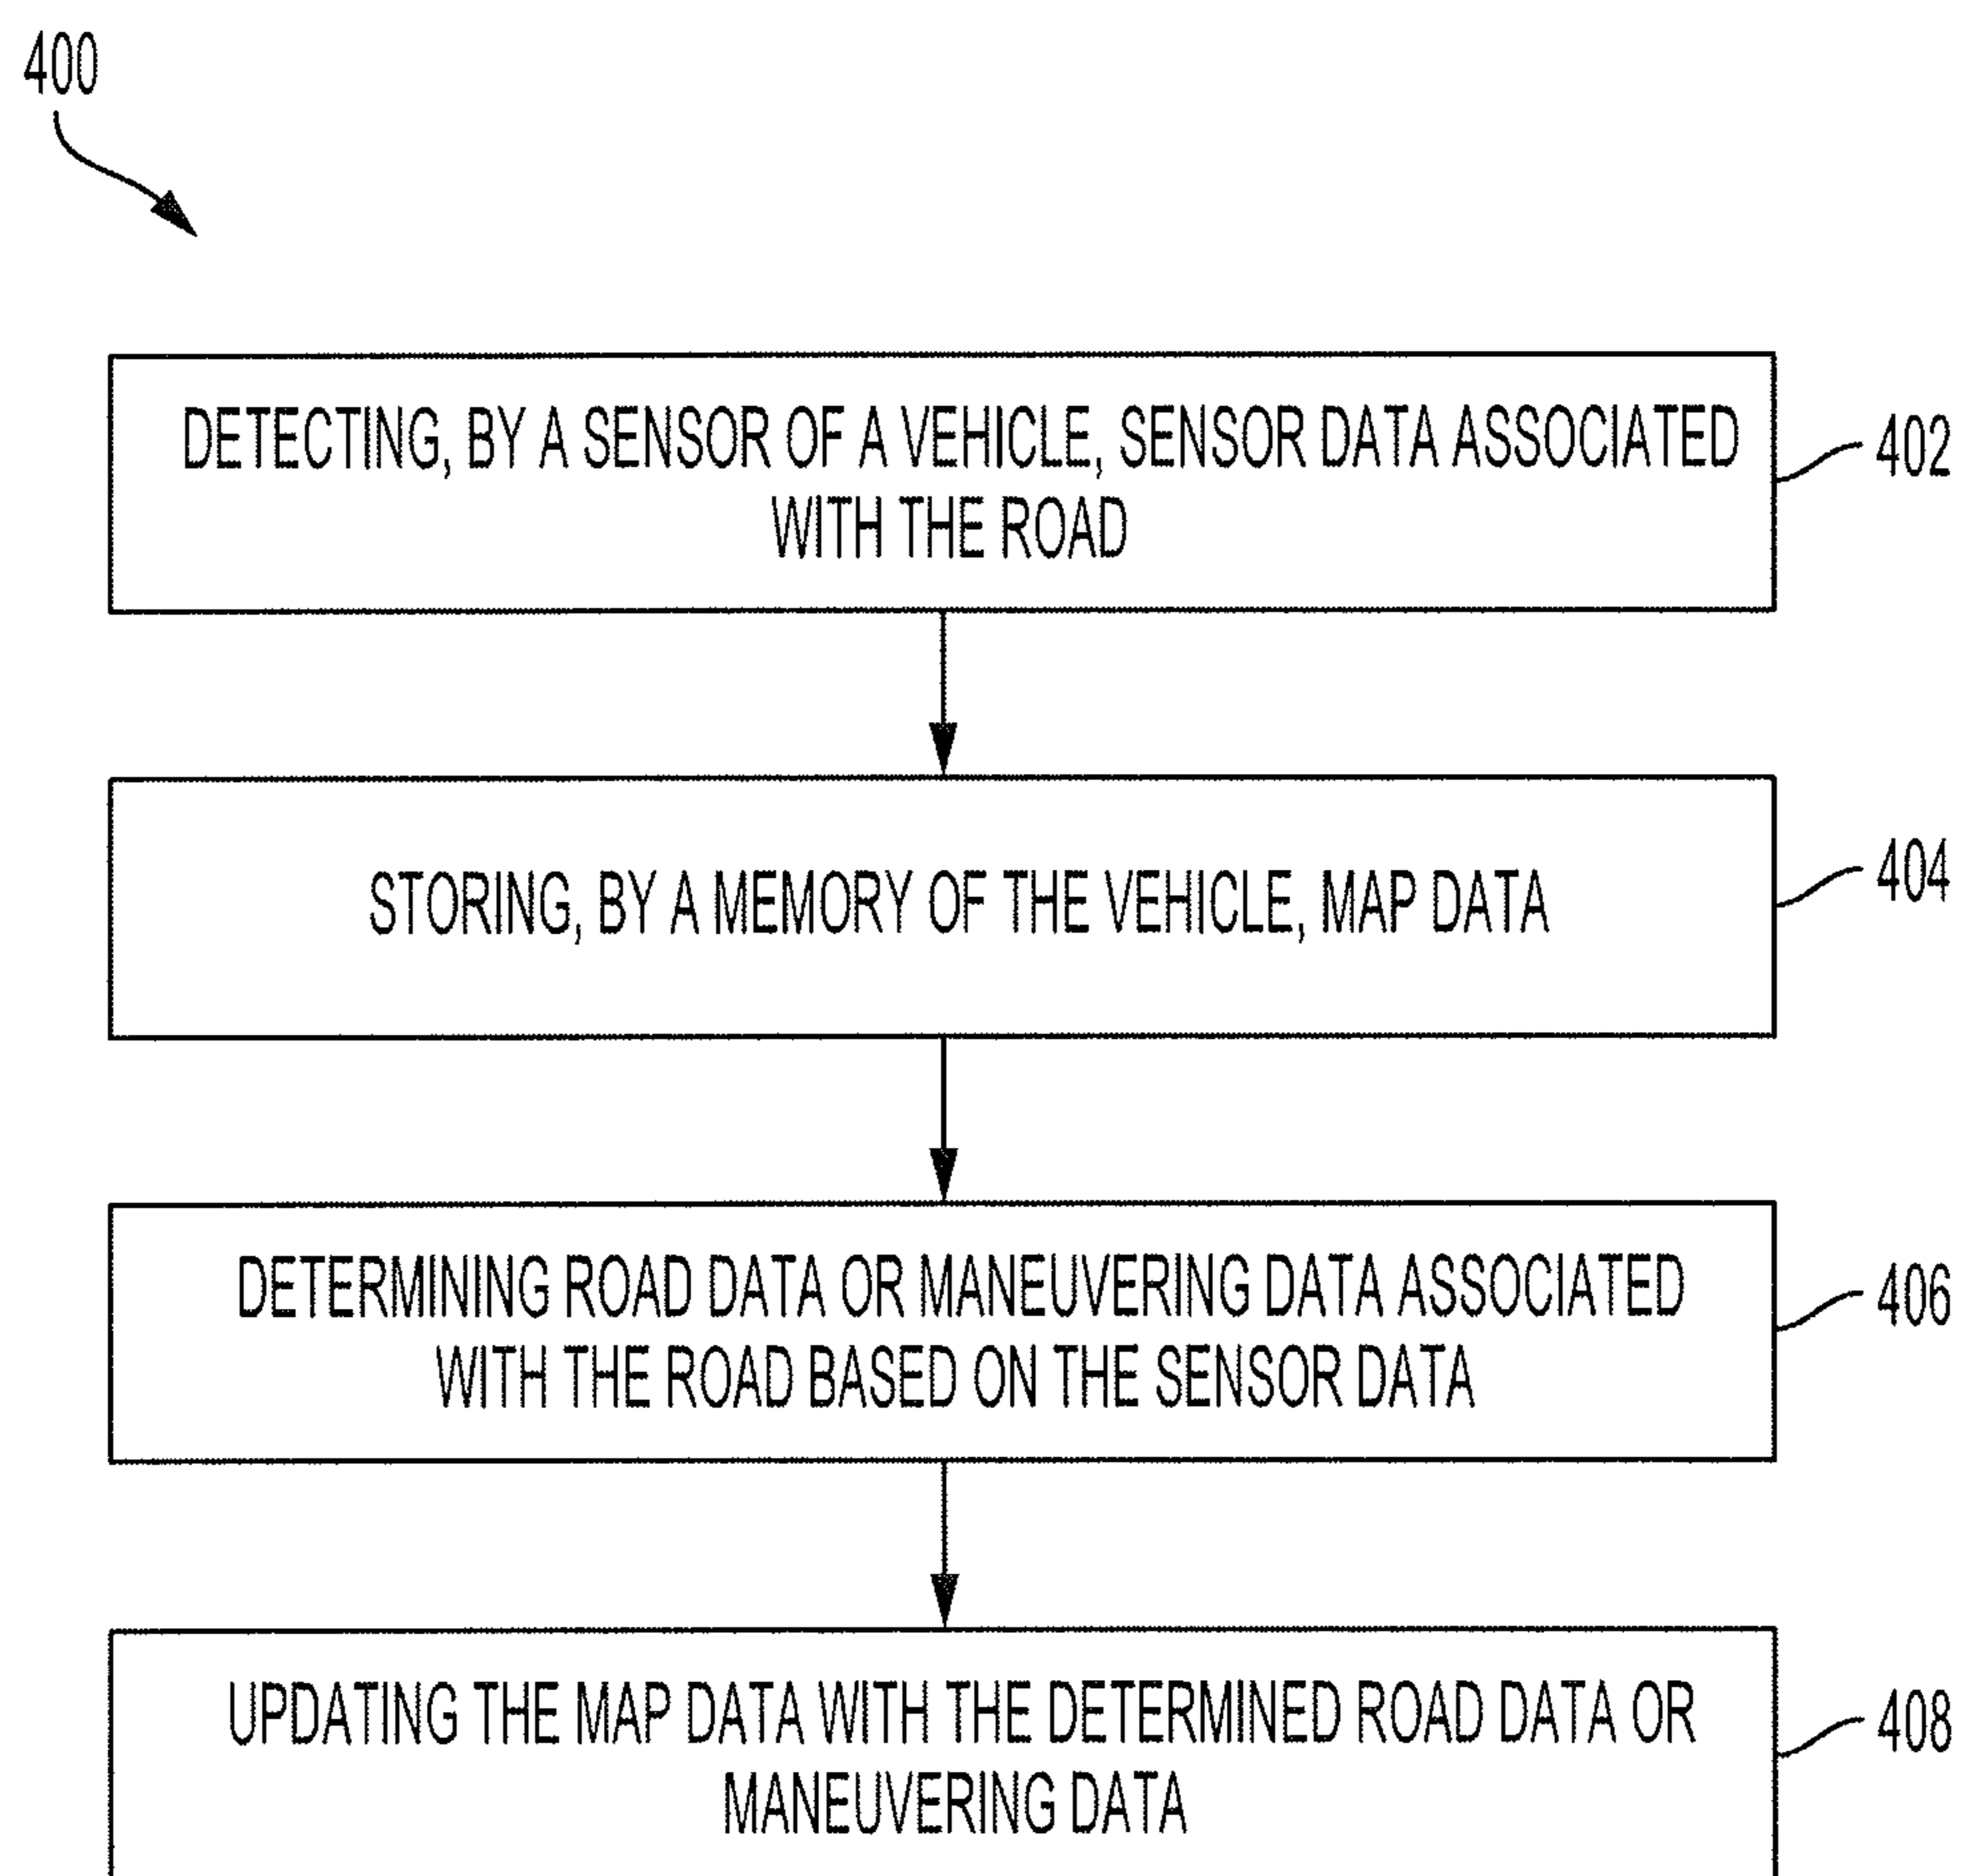 400
DETECTING, BY A SENSOR OF A VEHICLE, SENSOR DATA ASSOCIATED
WITH THE ROAD
402
STORING, BY A MEMORY OF THE VEHICLE, MAP DATA
404
DETERMINING ROAD DATA OR MANEUVERING DATA ASSOCIATED
WITH THE ROAD BASED ON THE SENSOR DATA
406
UPDATING THE MAP DATA WITH THE DETERMINED ROAD DATA OR
MANEUVERING DATA
408